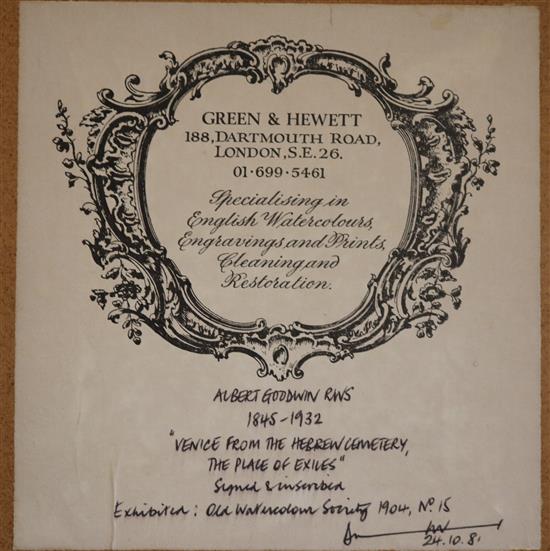 GREEN & HEWETT
188, DARTMOUTH ROAD,
LONDON, S.E. 26.
01·699·5461
Specialising in
English Watercolours,
Engravings and Prints,
Cleaning and
Restoration.
ALBERT GOODWIN RWS
1845-1932
"VENICE FROM THE HEBREW CEMETERY,
THE PLACE OF EXILES"
Signed & inscribed
Exhibited: Old Watercolour Society 1904, No. 15
24.10.81